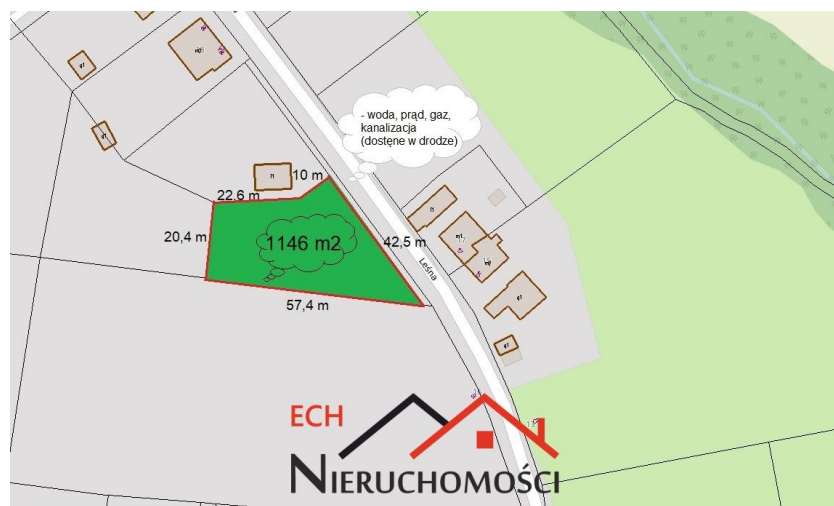 - woda, prąd, gaz,
kanalizacja
(dostęne w drodze)
10 m
22,6 m
20,4 m
1146 m2
42,5 m
57,4 m
Leśna
ECH
NIERUCHOMOŚCI